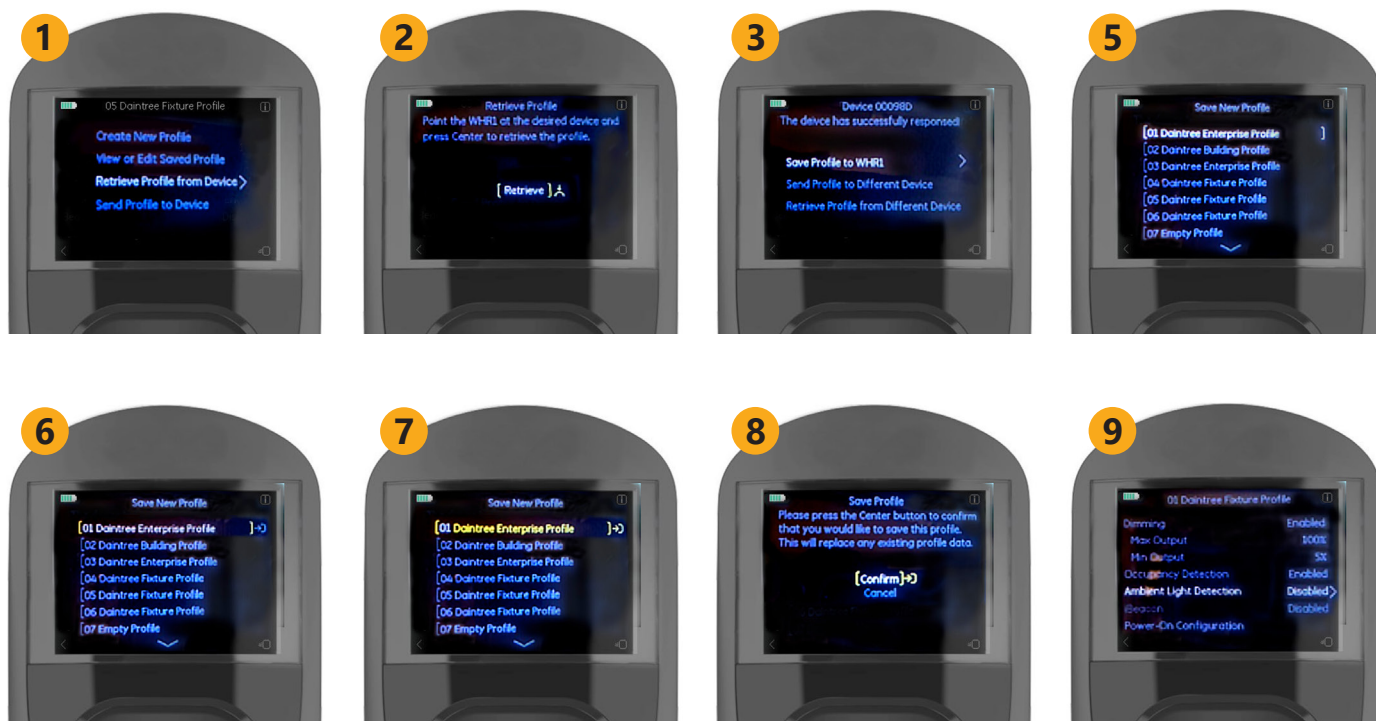 1
05 Daintree Fixture Profile
Create New Profile
View or Edit Saved Profile
Retrieve Profile from Device
Send Profile to Device
2
Retrieve Profile
Point the WHR1 at the desired device and
press Center to retrieve the profile.
[ Retrieve ]
3
Device 00098D
The deivce has successfully responsed
Save Profile to WHR1
Send Profile to Different Device
Retrieve Profile from Different Device
5
Save New Profile
[01 Daintree Enterprise Profile ]
[02 Daintree Building Profile
[03 Daintree Enterprise Profile
[04 Daintree Fixture Profile
[05 Daintree Fixture Profile
[06 Daintree Fixture Profile
[07 Empty Profile
6
Save New Profile
[01 Daintree Enterprise Profile ]
[02 Daintree Building Profile
[03 Daintree Enterprise Profile
[04 Daintree Fixture Profile
[05 Daintree Fixture Profile
[06 Daintree Fixture Profile
[07 Empty Profile
7
Save New Profile
[01 Daintree Enterprise Profile ]
[02 Daintree Building Profile
[03 Daintree Enterprise Profile
[04 Daintree Fixture Profile
[05 Daintree Fixture Profile
[06 Daintree Fixture Profile
[07 Empty Profile
8
Save Profile
Please press the Center button to confirm
that you would like to save this profile.
This will replace any existing profile data.
[Confirm]
Cancel
9
01 Daintree Fixture Profile
Dimming Enabled
Max Output 100%
Min Output 5%
Occupancy Detection Enabled
Ambient Light Detection Disabled
iBeacon Disabled
Power-On Configuration